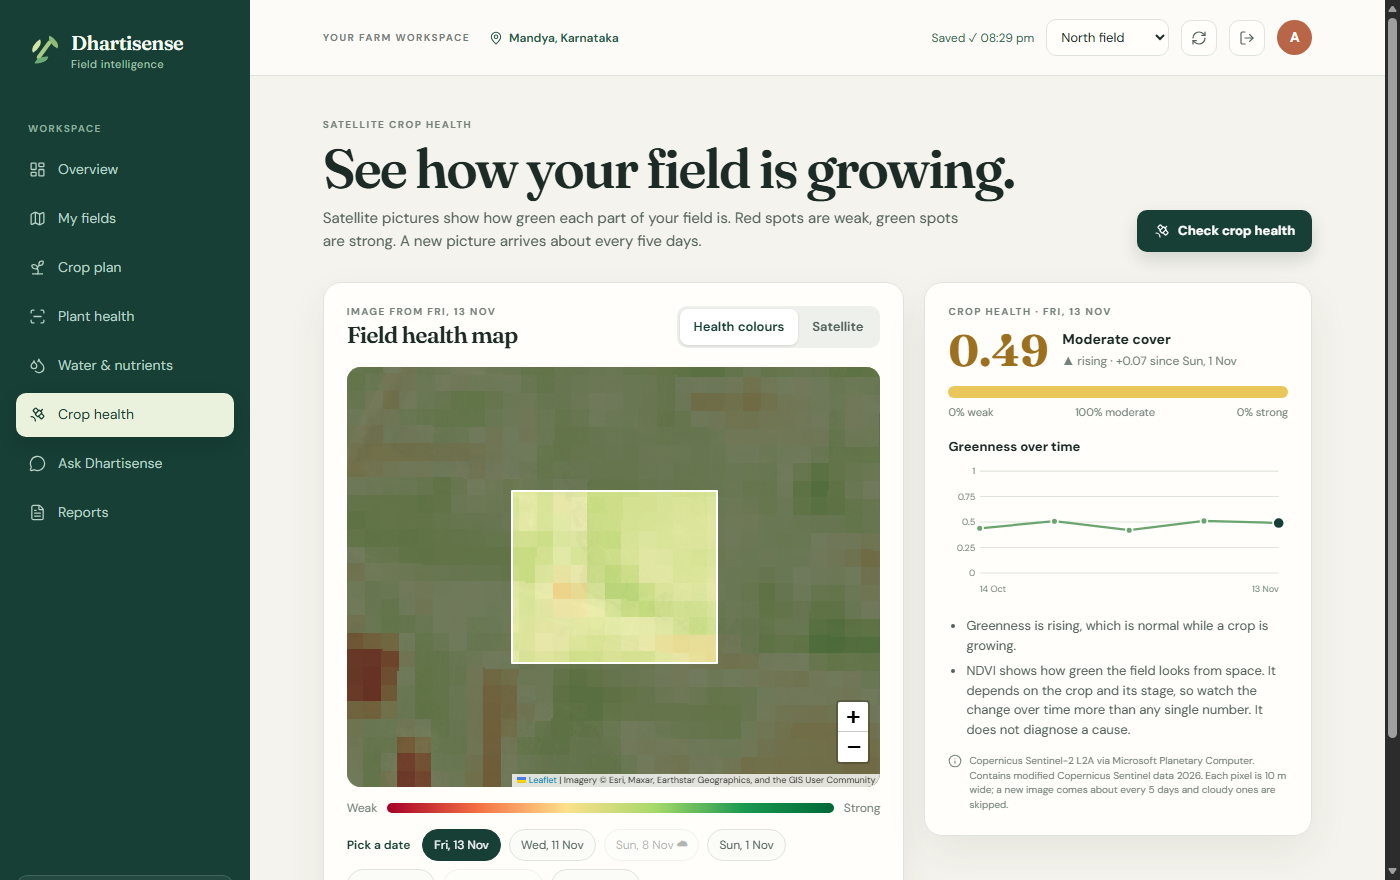 Dhartisense
Field intelligence
WORKSPACE
Overview
My fields
Crop plan
Plant health
Water & nutrients
Crop health
Ask Dhartisense
Reports
YOUR FARM WORKSPACE
Mandya, Karnataka
Saved ✓ 08:29 pm
North field
A
SATELLITE CROP HEALTH
See how your field is growing.
Satellite pictures show how green each part of your field is. Red spots are weak, green spots
are strong. A new picture arrives about every five days.
Check crop health
IMAGE FROM FRI, 13 NOV
Field health map
Health colours
Satellite
+
−
Leaflet | Imagery © Esri, Maxar, Earthstar Geographics, and the GIS User Community
Weak
Strong
Pick a date
Fri, 13 Nov
Wed, 11 Nov
Sun, 8 Nov
Sun, 1 Nov
CROP HEALTH · FRI, 13 NOV
0.49
Moderate cover
▲ rising · +0.07 since Sun, 1 Nov
0% weak
100% moderate
0% strong
Greenness over time
1
0.75
0.5
0.25
0
14 Oct
13 Nov
• Greenness is rising, which is normal while a crop is
growing.
• NDVI shows how green the field looks from space. It
depends on the crop and its stage, so watch the
change over time more than any single number. It
does not diagnose a cause.
Copernicus Sentinel-2 L2A via Microsoft Planetary Computer.
Contains modified Copernicus Sentinel data 2026. Each pixel is 10 m
wide; a new image comes about every 5 days and cloudy ones are
skipped.